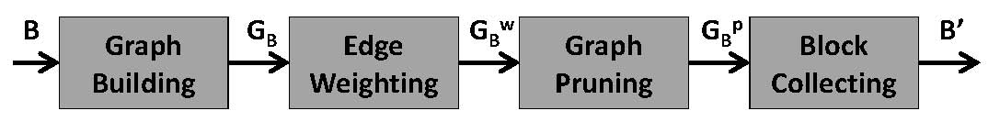 B
Graph
Building
G_B
Edge
Weighting
G_B^w
Graph
Pruning
G_B^p
Block
Collecting
B’